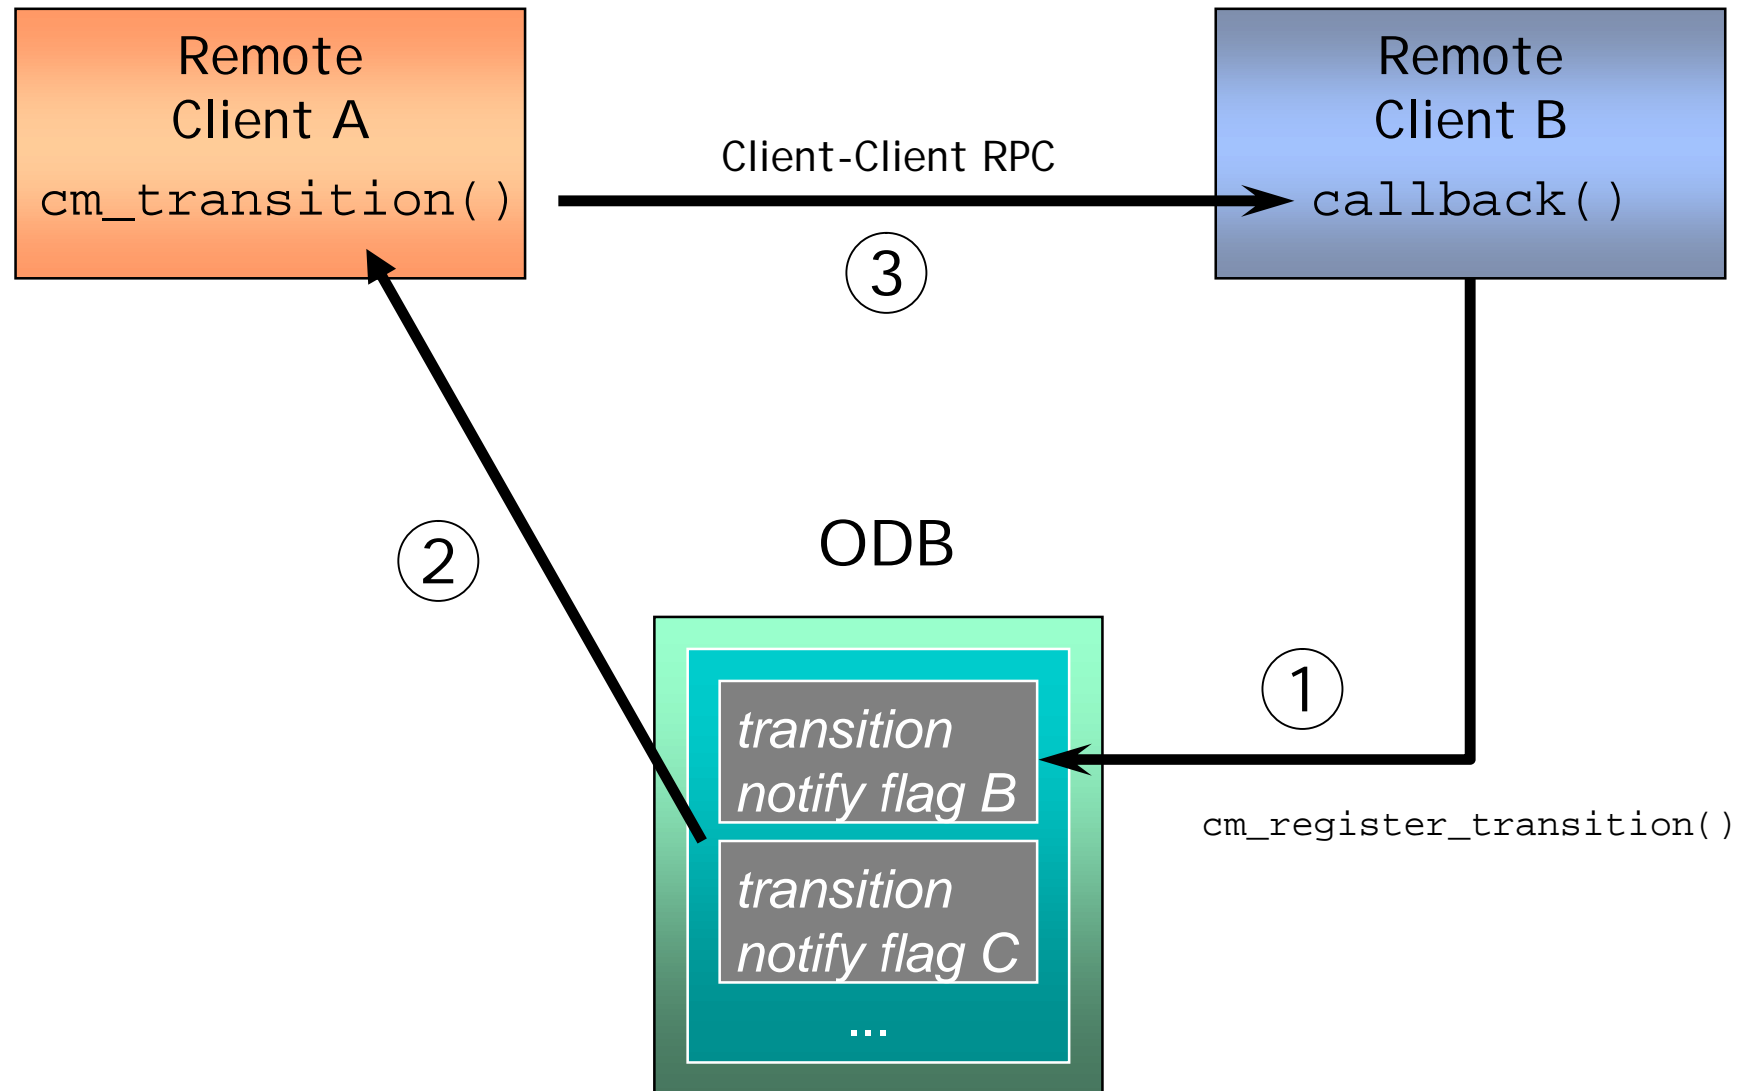 Remote
Client A
cm_transition()
Client-Client RPC
3
Remote
Client B
callback()
2
ODB
1
transition
notify flag B
cm_register_transition()
transition
notify flag C
...